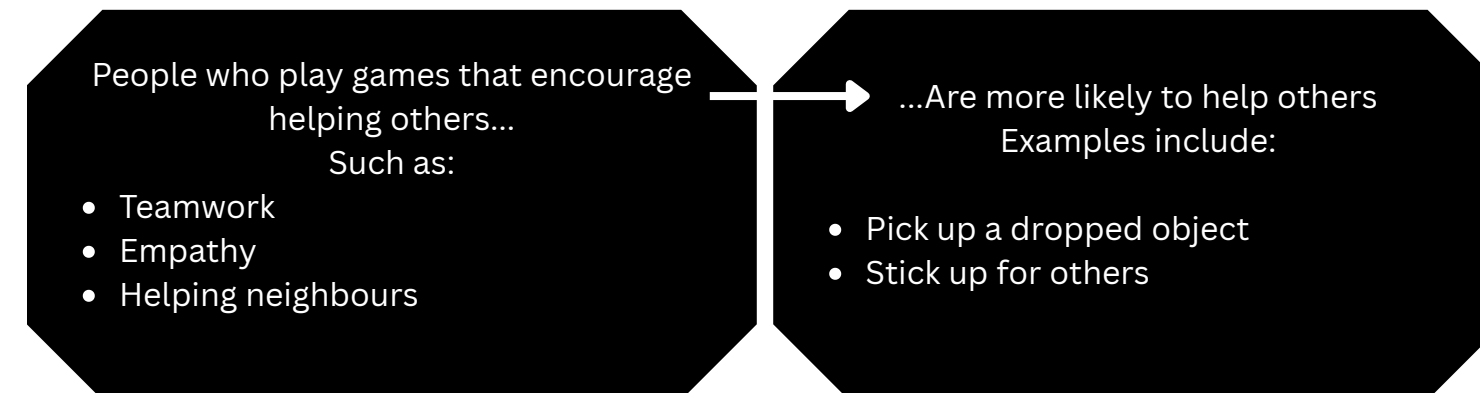 People who play games that encourage
helping others...
Such as:
• Teamwork
• Empathy
• Helping neighbours
...Are more likely to help others
Examples include:
• Pick up a dropped object
• Stick up for others